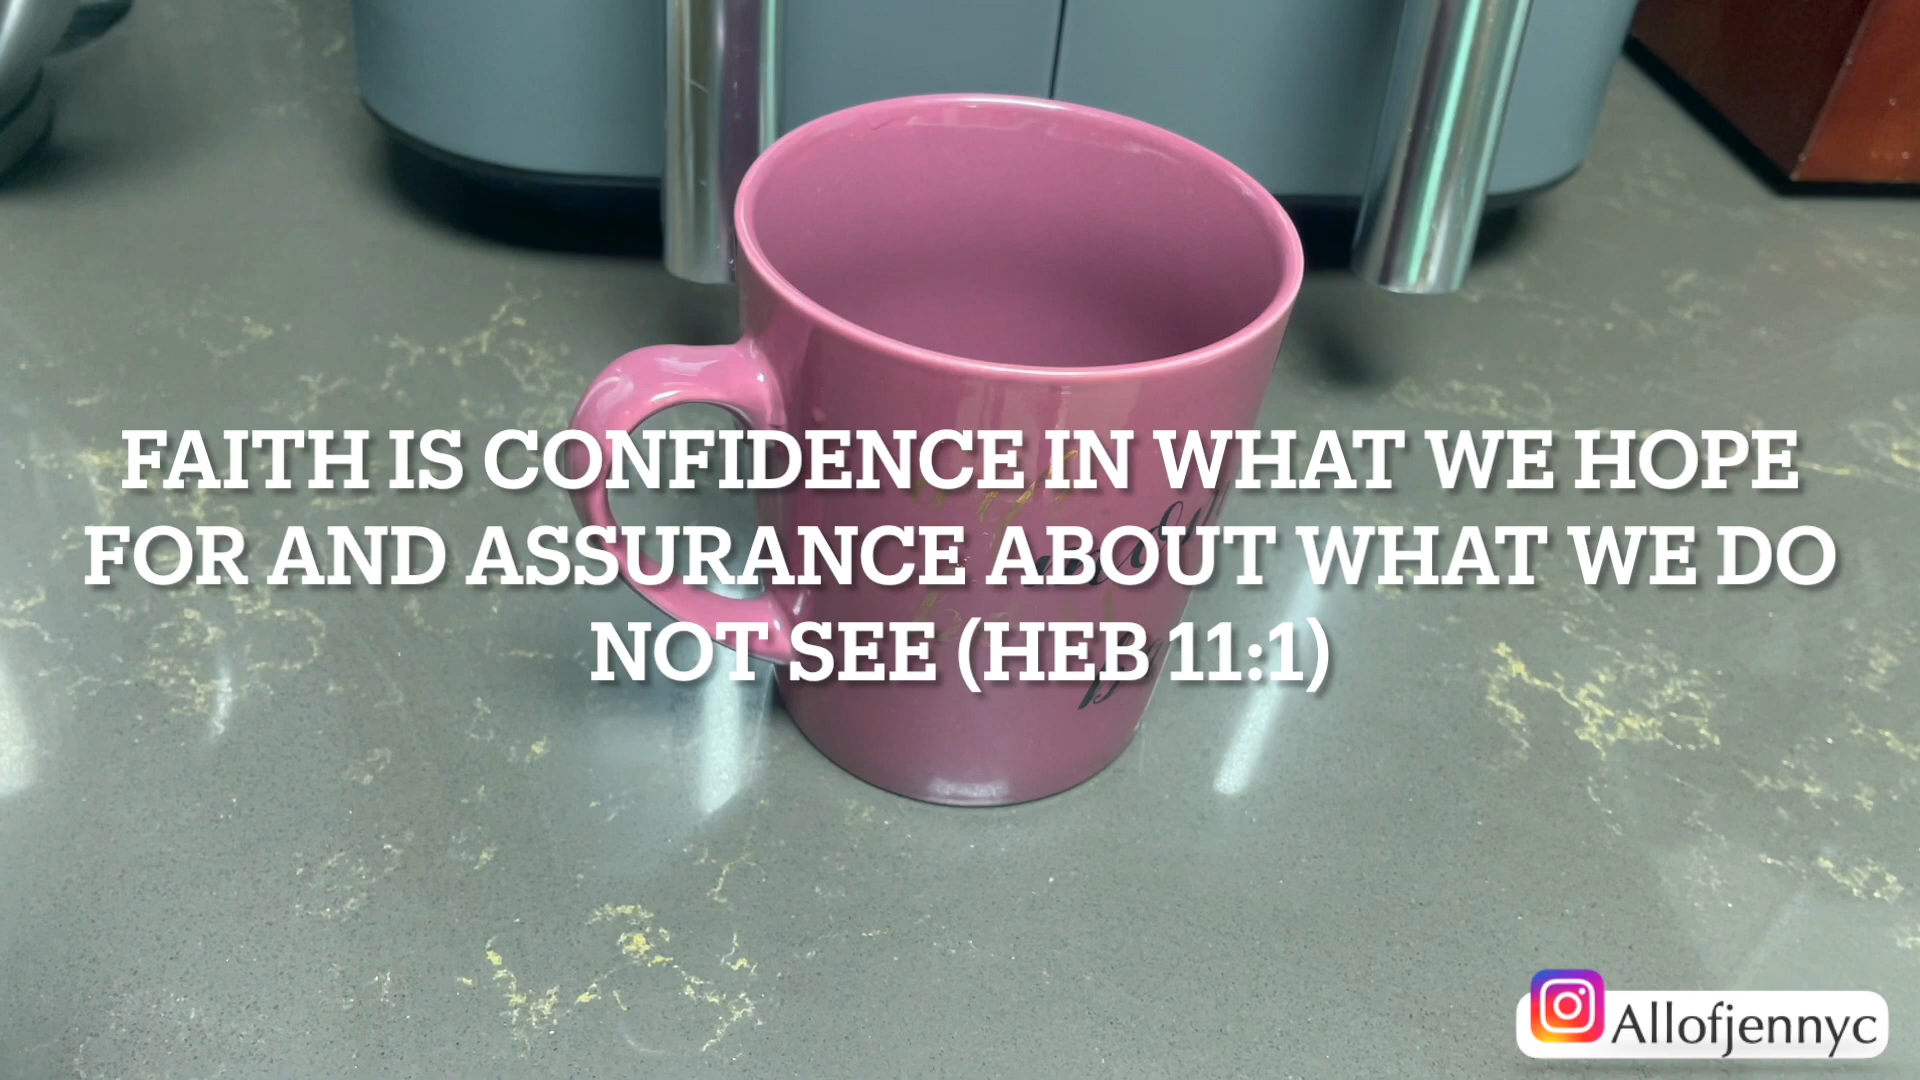 FAITH IS CONFIDENCE IN WHAT WE HOPE
FOR AND ASSURANCE ABOUT WHAT WE DO
NOT SEE (HEB 11:1)
Allofjennyc